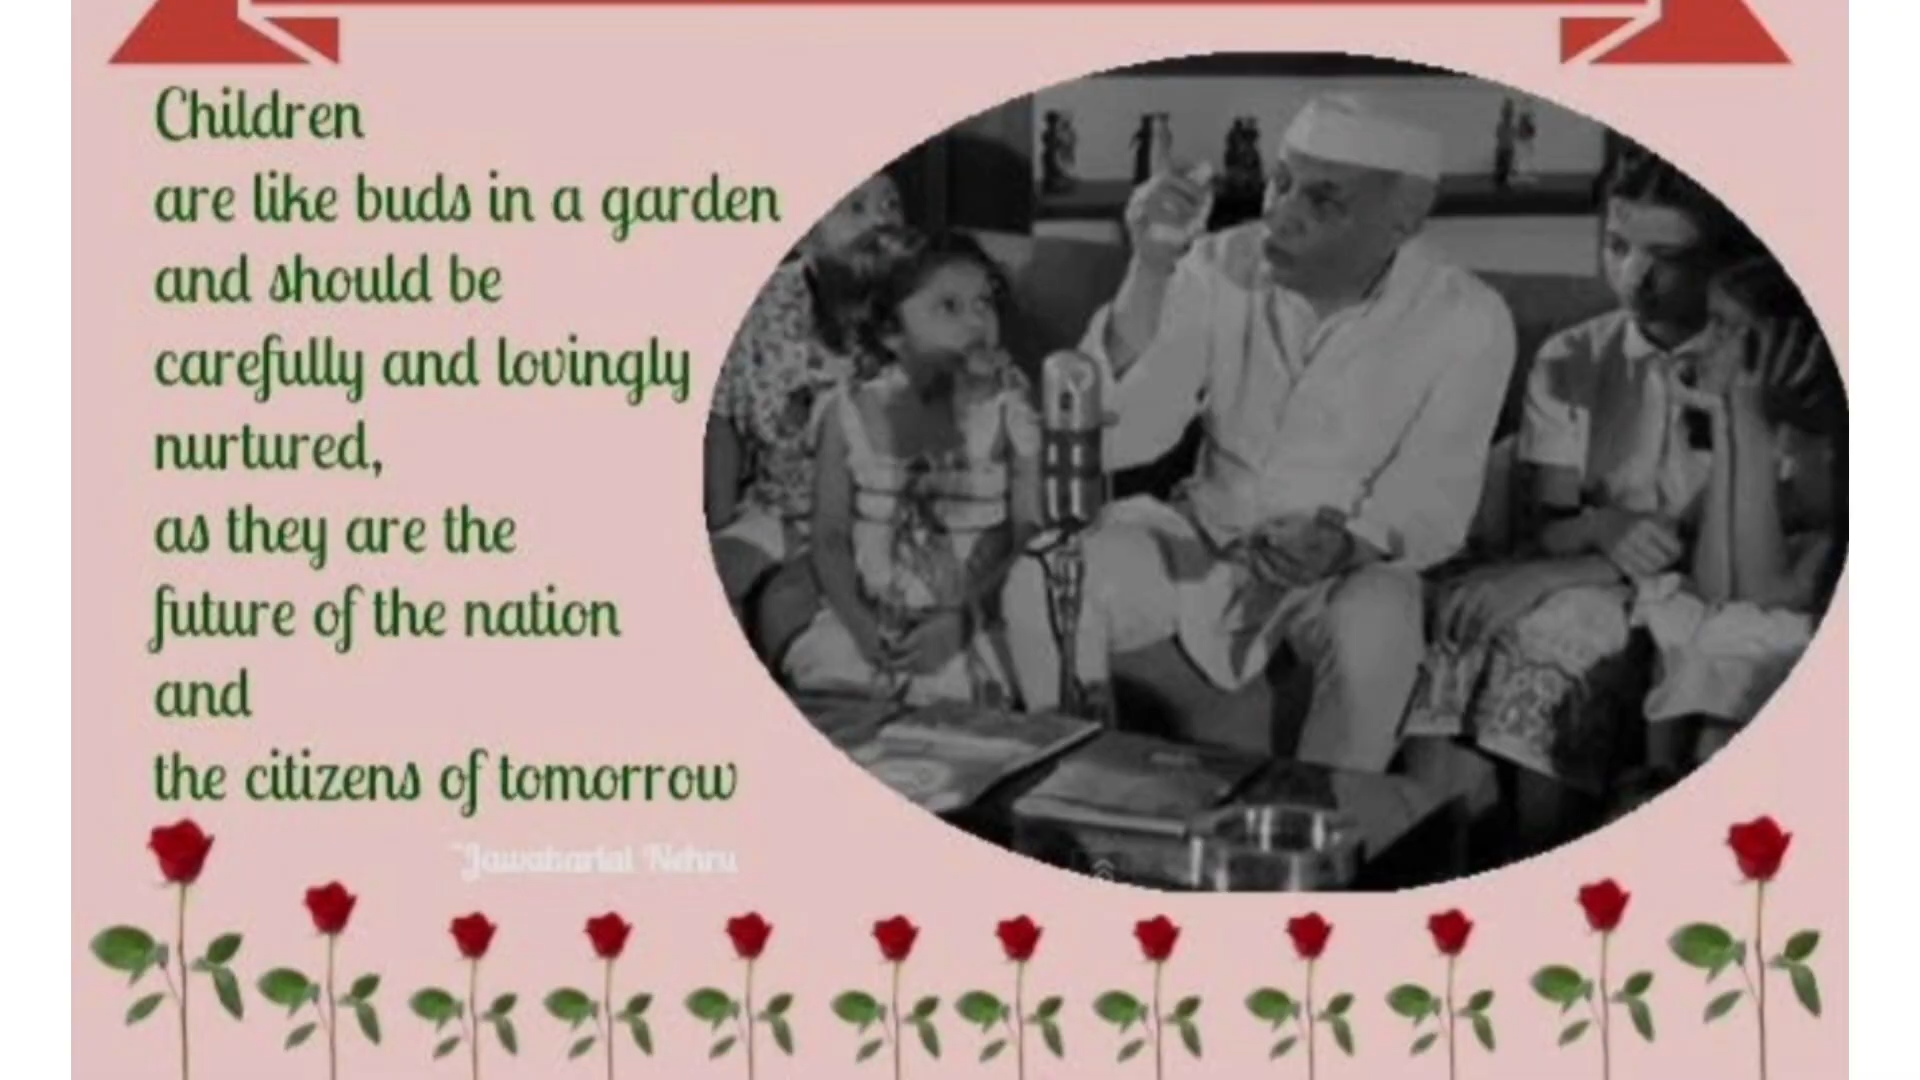 Children
are like buds in a garden
and should be
carefully and lovingly
nurtured,
as they are the
future of the nation
and
the citizens of tomorrow
~Jawaharlal Nehru